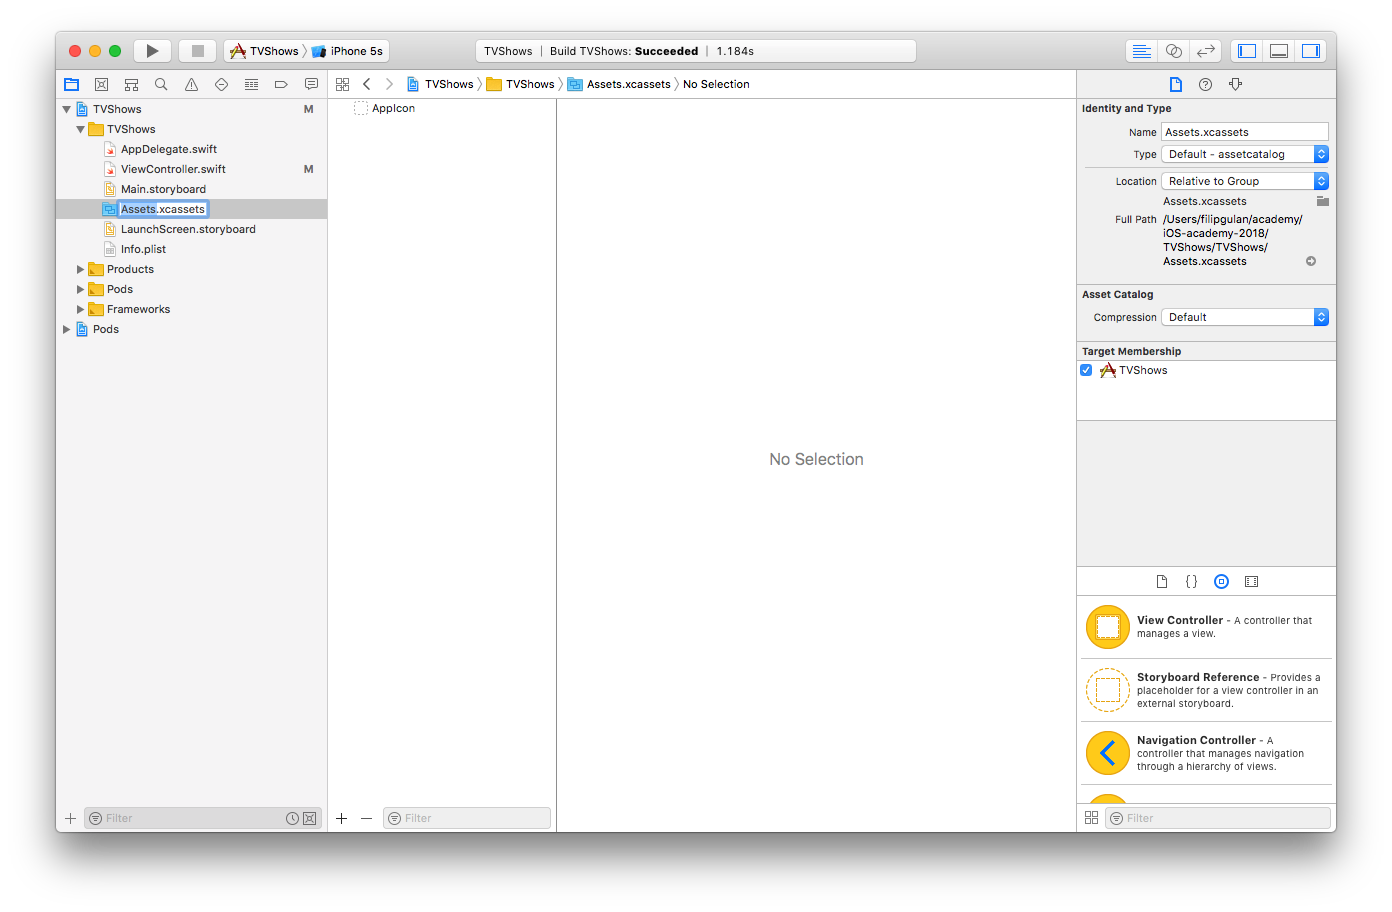 TVShows iPhone 5s
TVShows | Build TVShows: Succeeded | 1.184s
TVShows TVShows Assets.xcassets No Selection
TVShows M
TVShows
AppDelegate.swift
ViewController.swift M
Main.storyboard
Assets.xcassets
LaunchScreen.storyboard
Info.plist
Products
Pods
Frameworks
Pods
Filter
AppIcon
Filter
No Selection
Identity and Type
Name Assets.xcassets
Type Default - assetcatalog
Location Relative to Group
Assets.xcassets
Full Path /Users/filipgulan/academy/
iOS-academy-2018/
TVShows/TVShows/
Assets.xcassets
Asset Catalog
Compression Default
Target Membership
TVShows
View Controller - A controller that
manages a view.
Storyboard Reference - Provides a
placeholder for a view controller in an
external storyboard.
Navigation Controller - A
controller that manages navigation
through a hierarchy of views.
Filter